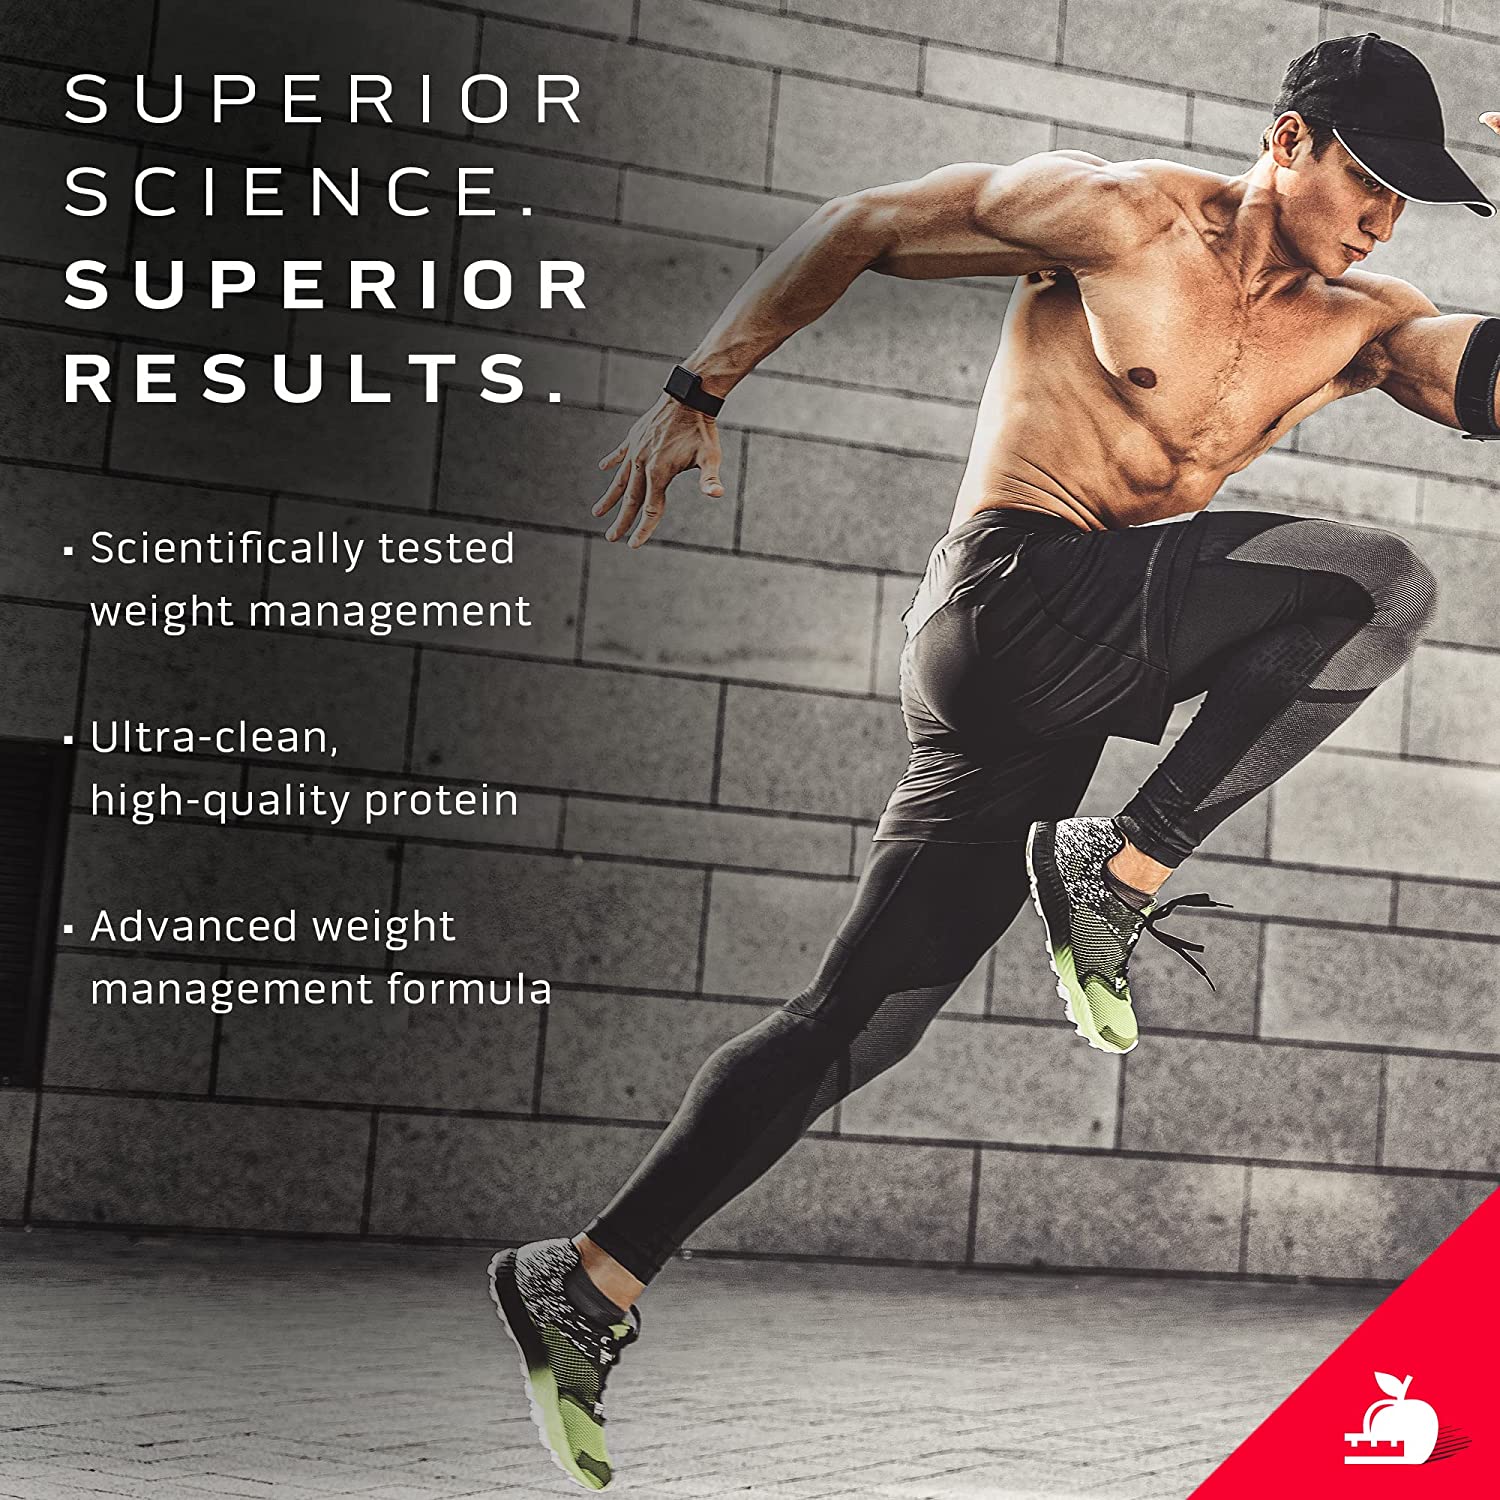 SUPERIOR
SCIENCE.
SUPERIOR
RESULTS.
▪ Scientifically tested
weight management
▪ Ultra-clean,
high-quality protein
▪ Advanced weight
management formula